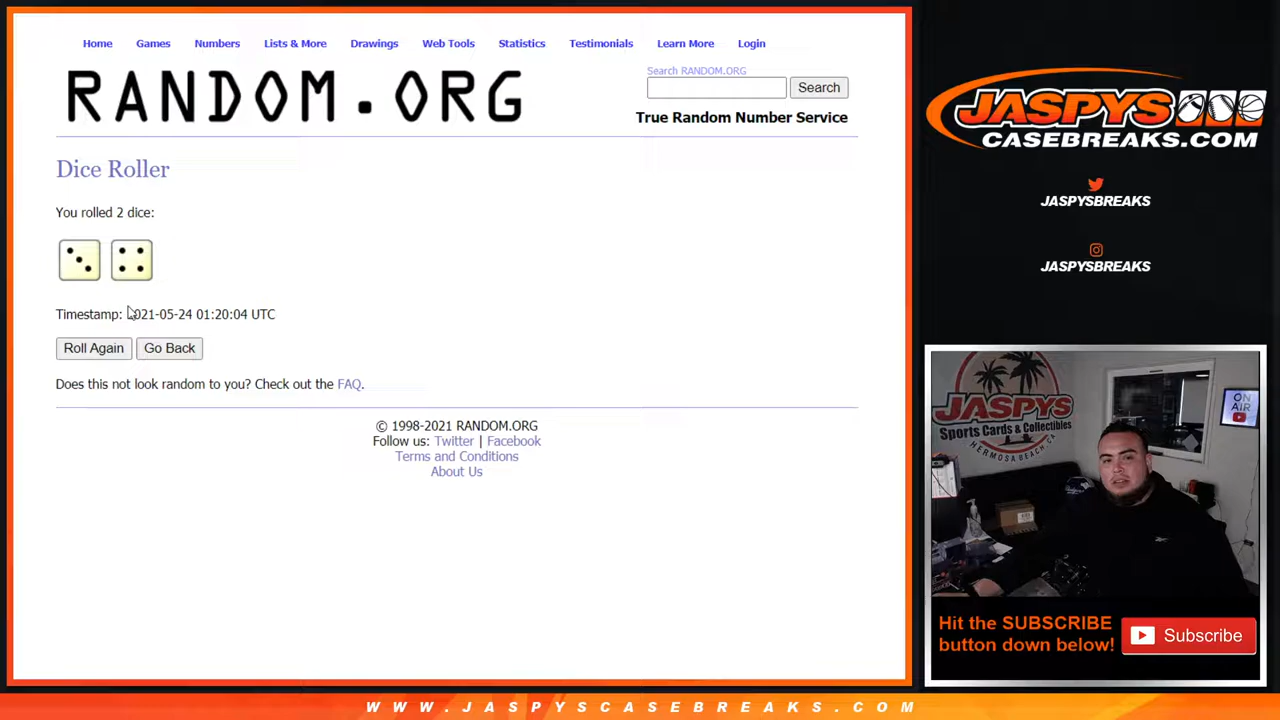 Home Games Numbers Lists & More Drawings Web Tools Statistics Testimonials Learn More Login
RANDOM.ORG
Search RANDOM.ORG
Search
True Random Number Service
Dice Roller
You rolled 2 dice:
Timestamp: 2021-05-24 01:20:04 UTC
Roll Again Go Back
Does this not look random to you? Check out the FAQ.
© 1998-2021 RANDOM.ORG
Follow us: Twitter | Facebook
Terms and Conditions
About Us
JASPYS
CASEBREAKS.COM
JASPYSBREAKS
JASPYSBREAKS
JASPYS
Sports Cards & Collectibles
HERMOSA BEACH, CA
ON
AIR
Hit the SUBSCRIBE
button down below!
Subscribe
WWW.JASPYSCASEBREAKS.COM